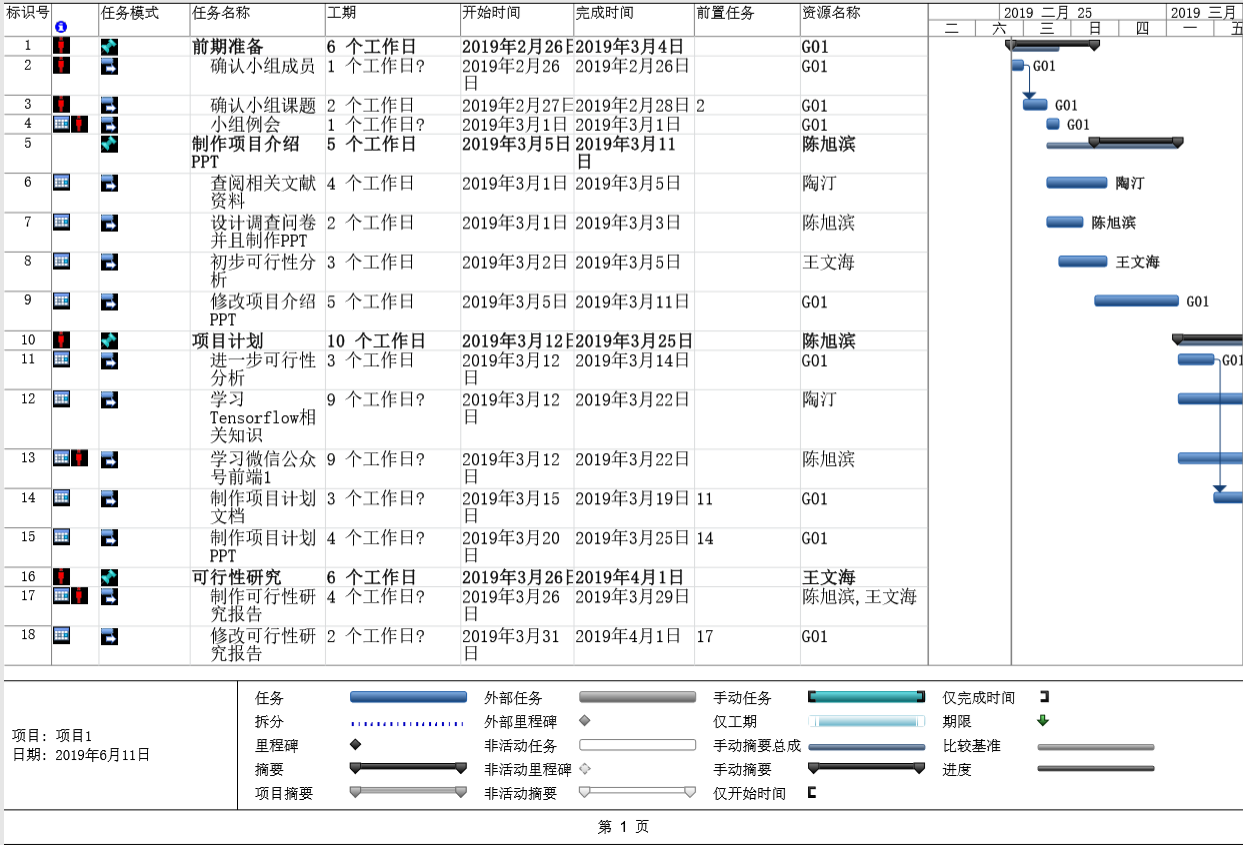 标识号 任务模式 任务名称 工期 开始时间 完成时间 前置任务 资源名称 2019 二月 25 2019 三月
二 六 三 日 四 一 五
1 前期准备 6 个工作日 2019年2月26日 2019年3月4日 G01
2 确认小组成员 1 个工作日? 2019年2月26 2019年2月26日 G01 G01
日
3 确认小组课题 2 个工作日 2019年2月27日 2019年2月28日 2 G01 G01
4 小组例会 1 个工作日? 2019年3月1日 2019年3月1日 G01 G01
5 制作项目介绍 5 个工作日 2019年3月5日 2019年3月11 陈旭滨
PPT 日
6 查阅相关文献 4 个工作日 2019年3月1日 2019年3月5日 陶汀 陶汀
资料
7 设计调查问卷 2 个工作日 2019年3月1日 2019年3月3日 陈旭滨 陈旭滨
并且制作PPT
8 初步可行性分 3 个工作日 2019年3月2日 2019年3月5日 王文海 王文海
析
9 修改项目介绍 5 个工作日 2019年3月5日 2019年3月11日 G01 G01
PPT
10 项目计划 10 个工作日 2019年3月12日 2019年3月25日 陈旭滨
11 进一步可行性 3 个工作日 2019年3月12 2019年3月14日 G01 G01
分析 日
12 学习 9 个工作日? 2019年3月12 2019年3月22日 陶汀
Tensorflow相 日
关知识
13 学习微信公众 9 个工作日? 2019年3月12 2019年3月22日 陈旭滨
号前端1 日
14 制作项目计划 3 个工作日? 2019年3月15 2019年3月19日 11 G01
文档 日
15 制作项目计划 4 个工作日? 2019年3月20 2019年3月25日 14 G01
PPT 日
16 可行性研究 6 个工作日 2019年3月26日 2019年4月1日 王文海
17 制作可行性研 4 个工作日? 2019年3月26 2019年3月29日 陈旭滨,王文海
究报告 日
18 修改可行性研 2 个工作日? 2019年3月31 2019年4月1日 17 G01
究报告 日
项目: 项目1
日期: 2019年6月11日
任务 外部任务 手动任务 仅完成时间
拆分 外部里程碑 仅工期 期限
里程碑 非活动任务 手动摘要总成 比较基准
摘要 非活动里程碑 手动摘要 进度
项目摘要 非活动摘要 仅开始时间
第 1 页